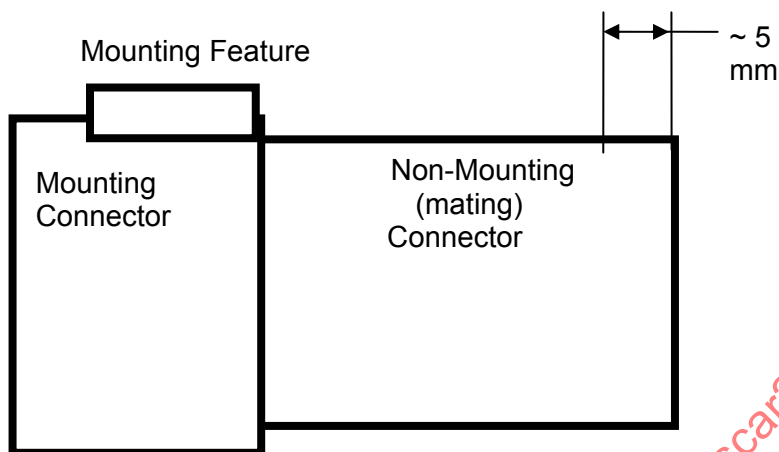 Mounting Feature
~ 5
mm
Mounting
Connector
Non-Mounting
(mating)
Connector